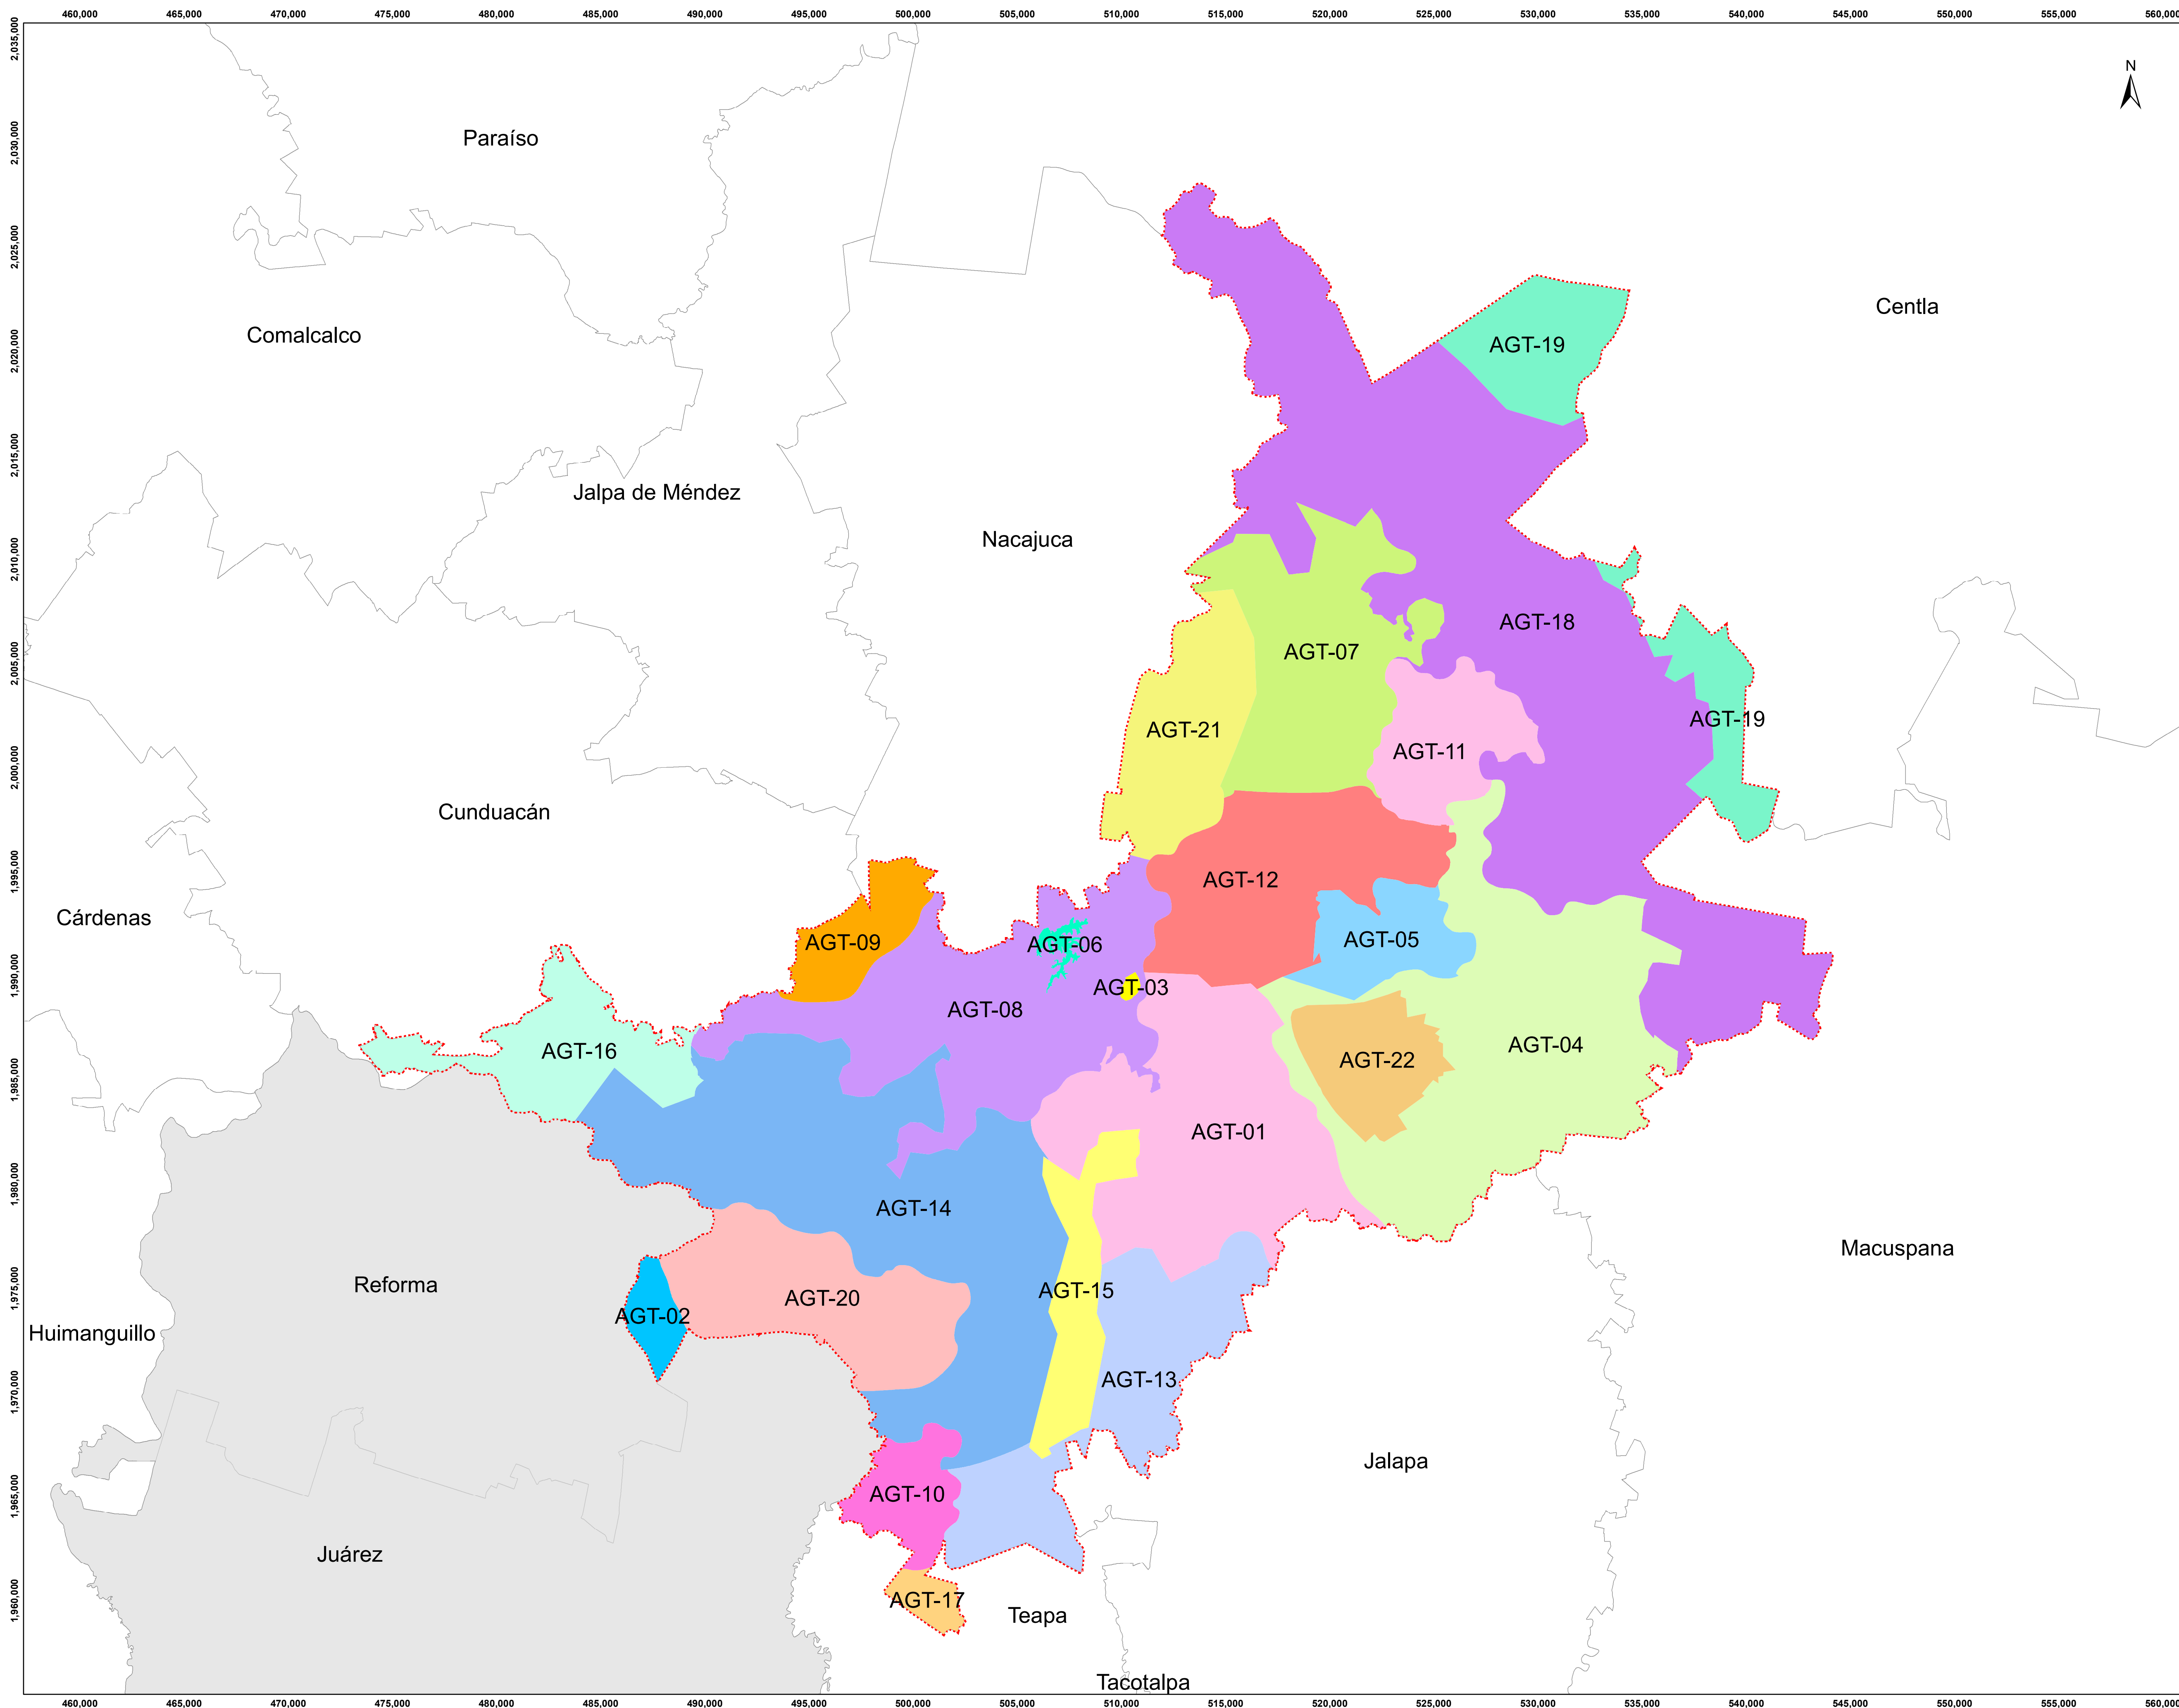 460,000 465,000 470,000 475,000 480,000 485,000 490,000 495,000 500,000 505,000 510,000 515,000 520,000 525,000 530,000 535,000 540,000 545,000 550,000 555,000 560,000
2,035,000
N
2,030,000
Paraíso
2,025,000
Centla
2,020,000
Comalcalco
AGT-19
2,015,000
Jalpa de Méndez
Nacajuca
2,010,000
AGT-18
AGT-07
2,005,000
AGT-19
AGT-21
AGT-11
2,000,000
Cunduacán
1,995,000
AGT-12
Cárdenas
AGT-09
AGT-06
AGT-05
1,990,000
AGT-03
AGT-08
AGT-16
AGT-04
AGT-22
1,985,000
AGT-01
1,980,000
AGT-14
Macuspana
Reforma
AGT-15
1,975,000
AGT-20
AGT-02
Huimanguillo
AGT-13
1,970,000
Jalapa
AGT-10
1,965,000
Juárez
AGT-17
1,960,000
Teapa
Tacotalpa
460,000 465,000 470,000 475,000 480,000 485,000 490,000 495,000 500,000 505,000 510,000 515,000 520,000 525,000 530,000 535,000 540,000 545,000 550,000 555,000 560,000